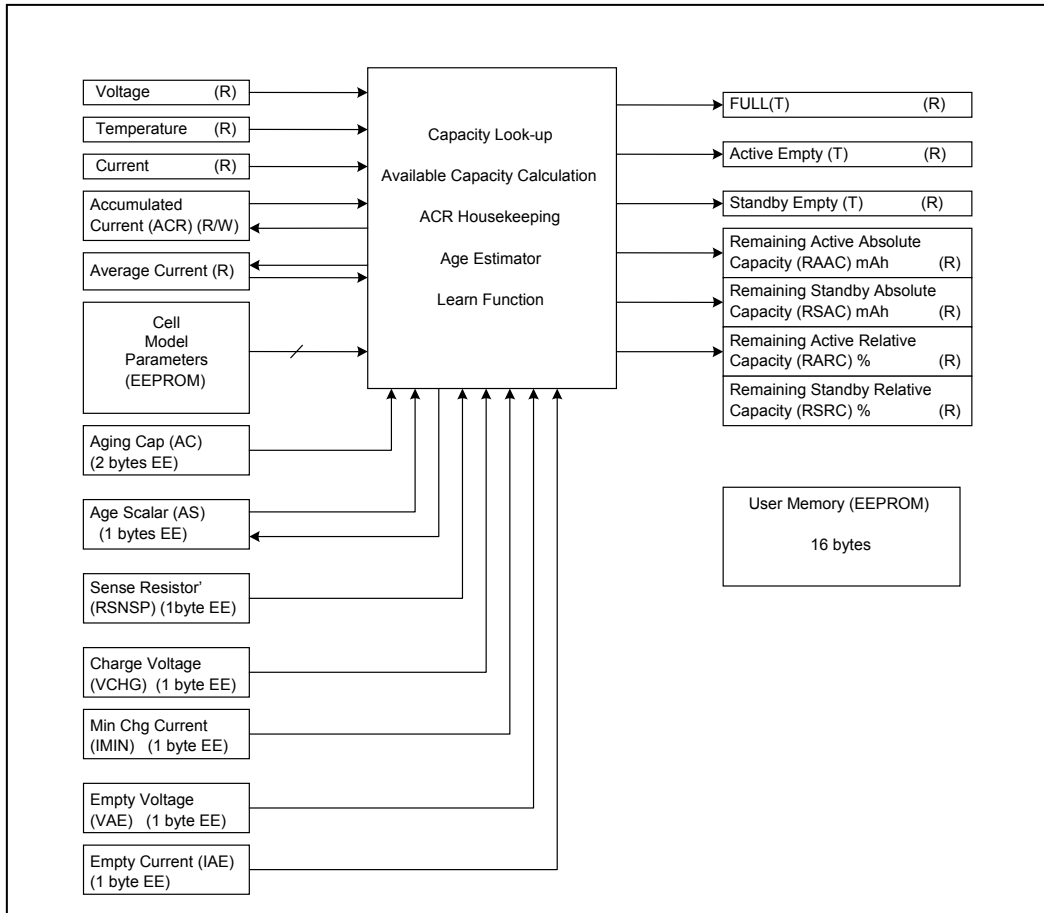 Voltage (R)
Temperature (R)
Current (R)
Accumulated
Current (ACR) (R/W)
Average Current (R)
Cell
Model
Parameters
(EEPROM)
Aging Cap (AC)
(2 bytes EE)
Age Scalar (AS)
(1 bytes EE)
Sense Resistor'
(RSNSP) (1byte EE)
Charge Voltage
(VCHG) (1 byte EE)
Min Chg Current
(IMIN) (1 byte EE)
Empty Voltage
(VAE) (1 byte EE)
Empty Current (IAE)
(1 byte EE)
Capacity Look-up
Available Capacity Calculation
ACR Housekeeping
Age Estimator
Learn Function
FULL(T) (R)
Active Empty (T) (R)
Standby Empty (T) (R)
Remaining Active Absolute
Capacity (RAAC) mAh (R)
Remaining Standby Absolute
Capacity (RSAC) mAh (R)
Remaining Active Relative
Capacity (RARC) % (R)
Remaining Standby Relative
Capacity (RSRC) % (R)
User Memory (EEPROM)
16 bytes